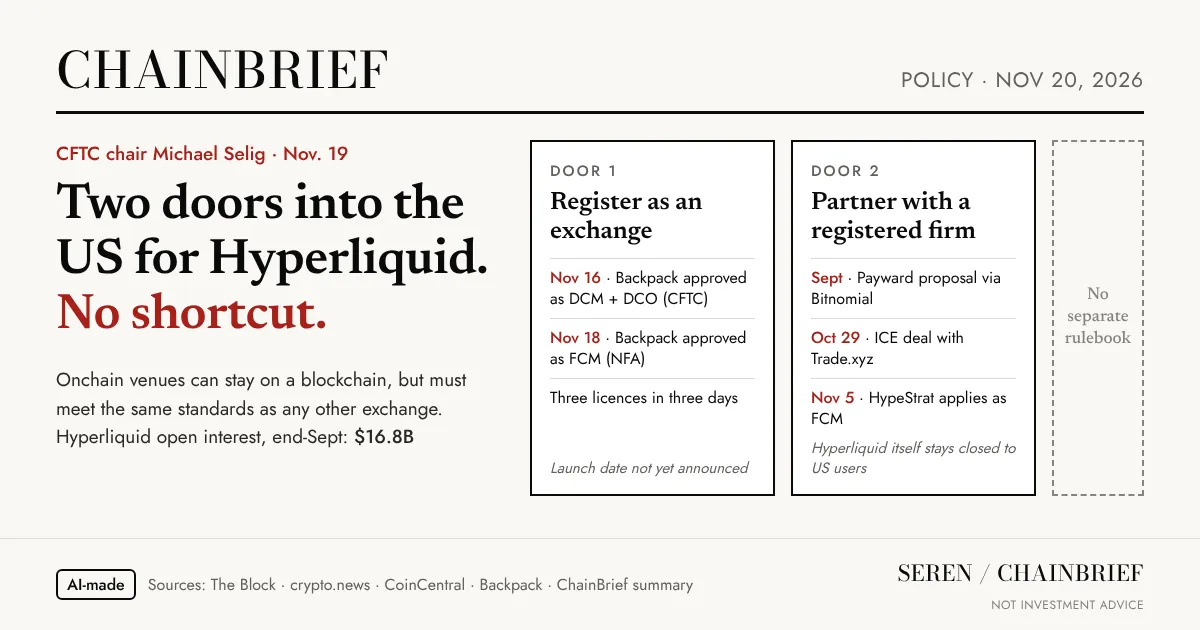 CHAINBRIEF
POLICY · NOV 20, 2026
CFTC chair Michael Selig · Nov. 19
Two doors into the
US for Hyperliquid.
No shortcut.
Onchain venues can stay on a blockchain, but must
meet the same standards as any other exchange.
Hyperliquid open interest, end-Sept: $16.8B
DOOR 1
Register as an
exchange
Nov 16 · Backpack approved
as DCM + DCO (CFTC)
Nov 18 · Backpack approved
as FCM (NFA)
Three licences in three days
Launch date not yet announced
DOOR 2
Partner with a
registered firm
Sept · Payward proposal via
Bitnomial
Oct 29 · ICE deal with
Trade.xyz
Nov 5 · HypeStrat applies as
FCM
Hyperliquid itself stays closed to
US users
No
separate
rulebook
AI-made
Sources: The Block · crypto.news · CoinCentral · Backpack · ChainBrief summary
SEREN / CHAINBRIEF
NOT INVESTMENT ADVICE